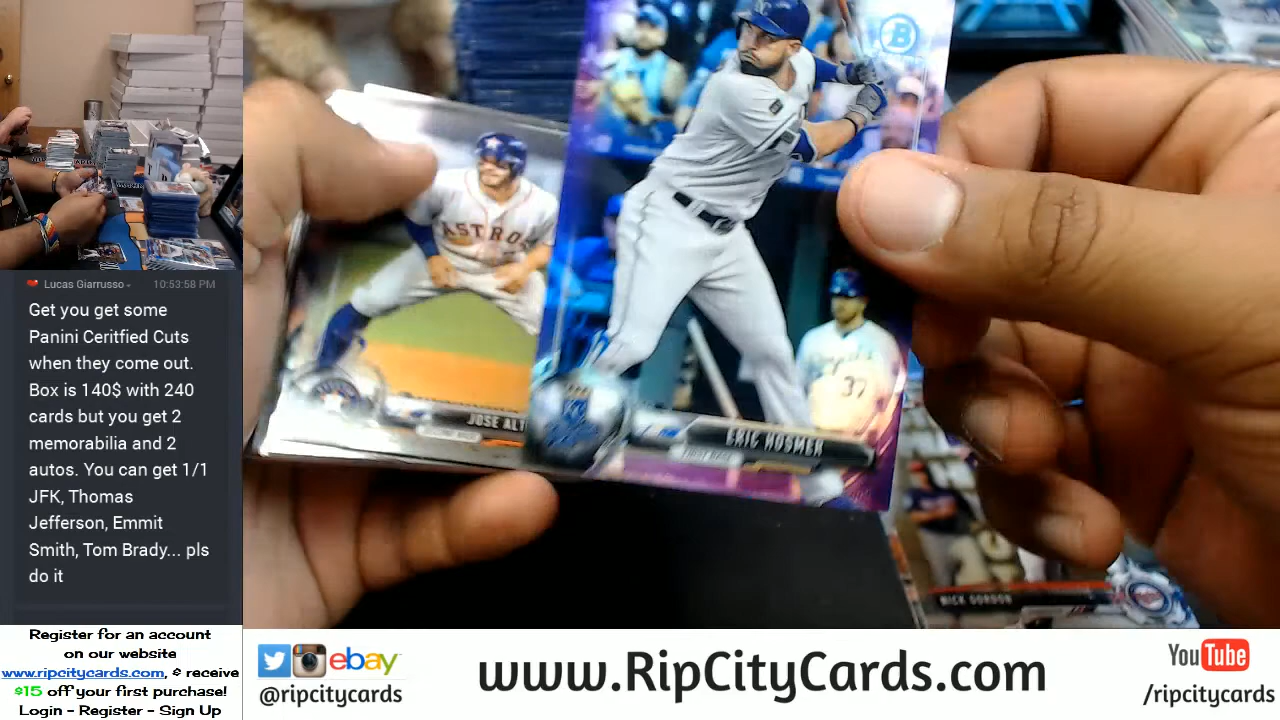 Lucas Giarrusso
10:53:58 PM
Get you get some
Panini Ceritfied Cuts
when they come out.
Box is 140$ with 240
cards but you get 2
memorabilia and 2
autos. You can get 1/1
JFK, Thomas
Jefferson, Emmit
Smith, Tom Brady... pls
do it
Register for an account
on our website
www.ripcitycards.com, & receive
$15 off your first purchase!
Login - Register - Sign Up
ASTROS
JOSE ALT
B
37
ERIC HOSMER
FIRST BASE
NICK GORDON
ebay
@ripcitycards
www.RipCityCards.com
YouTube
/ripcitycards